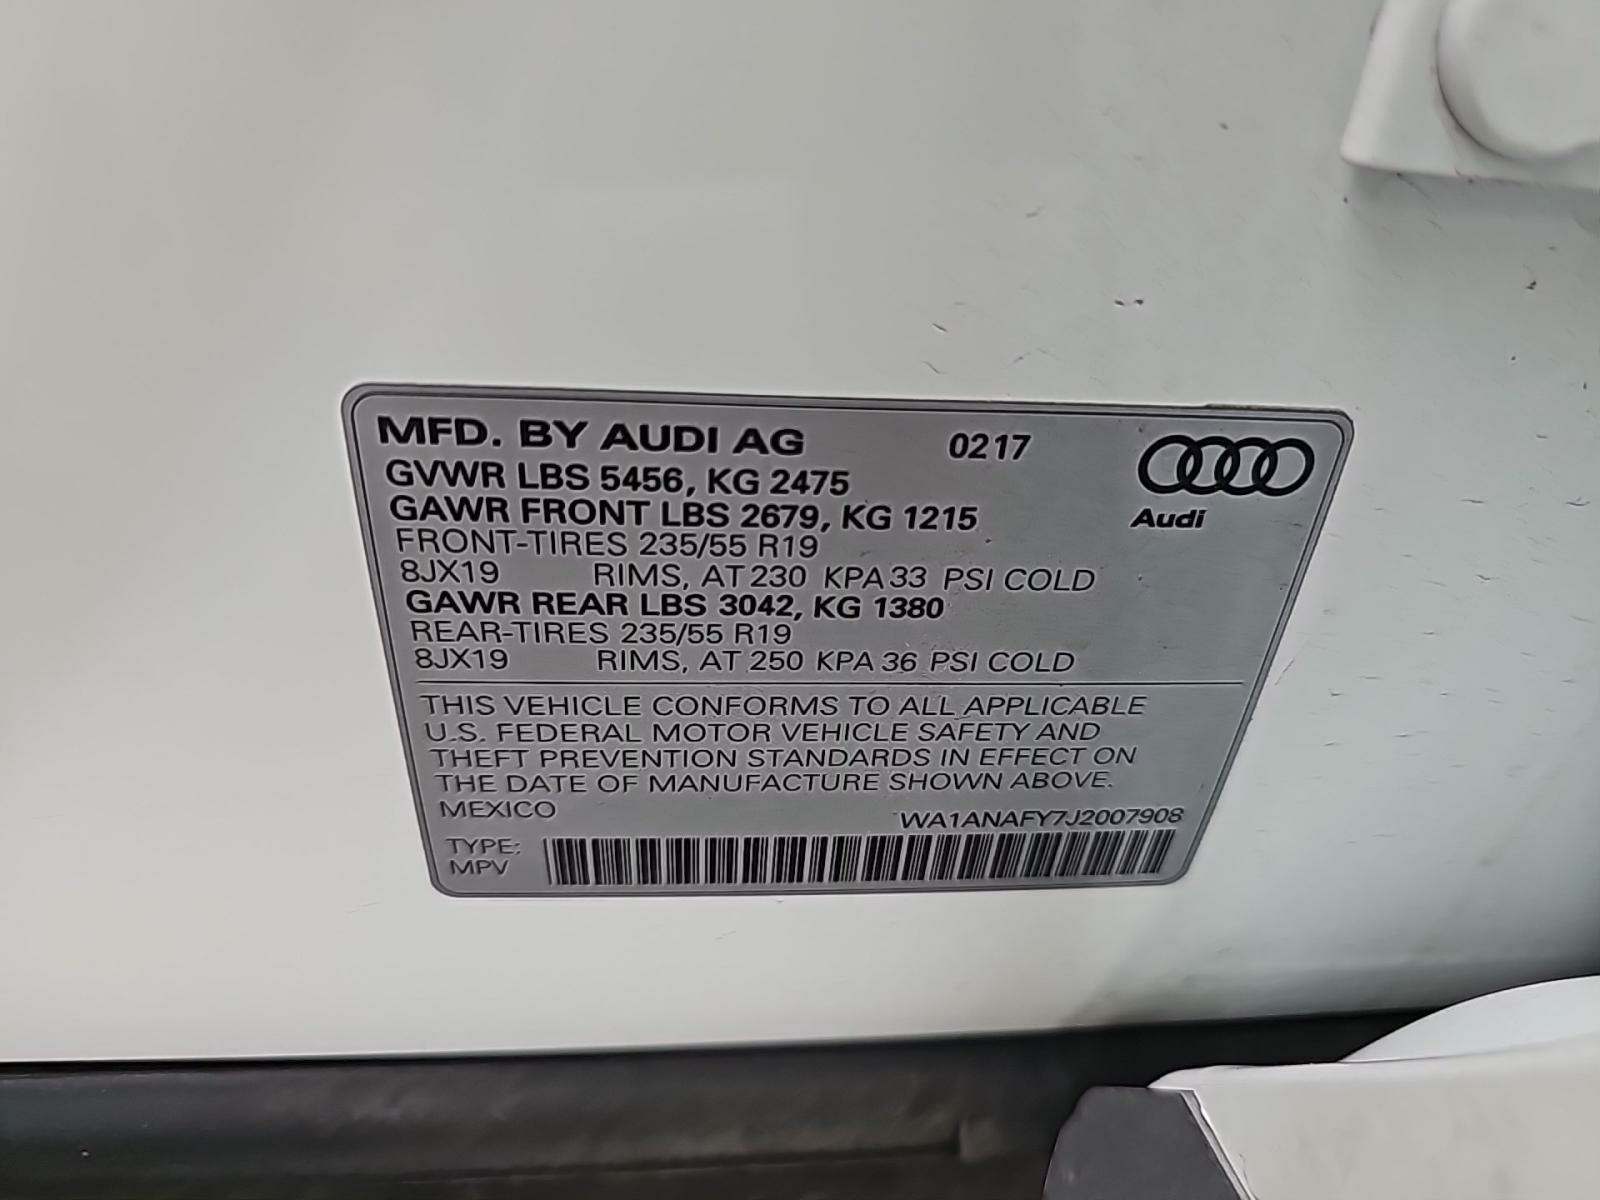 MFD. BY AUDI AG 0217
GVWR LBS 5456, KG 2475
GAWR FRONT LBS 2679, KG 1215
Audi
FRONT-TIRES 235/55 R19
8JX19 RIMS, AT 230 KPA 33 PSI COLD
GAWR REAR LBS 3042, KG 1380
REAR-TIRES 235/55 R19
8JX19 RIMS, AT 250 KPA 36 PSI COLD
THIS VEHICLE CONFORMS TO ALL APPLICABLE
U.S. FEDERAL MOTOR VEHICLE SAFETY AND
THEFT PREVENTION STANDARDS IN EFFECT ON
THE DATE OF MANUFACTURE SHOWN ABOVE.
MEXICO
WA1ANAFY7J2007908
TYPE:
MPV